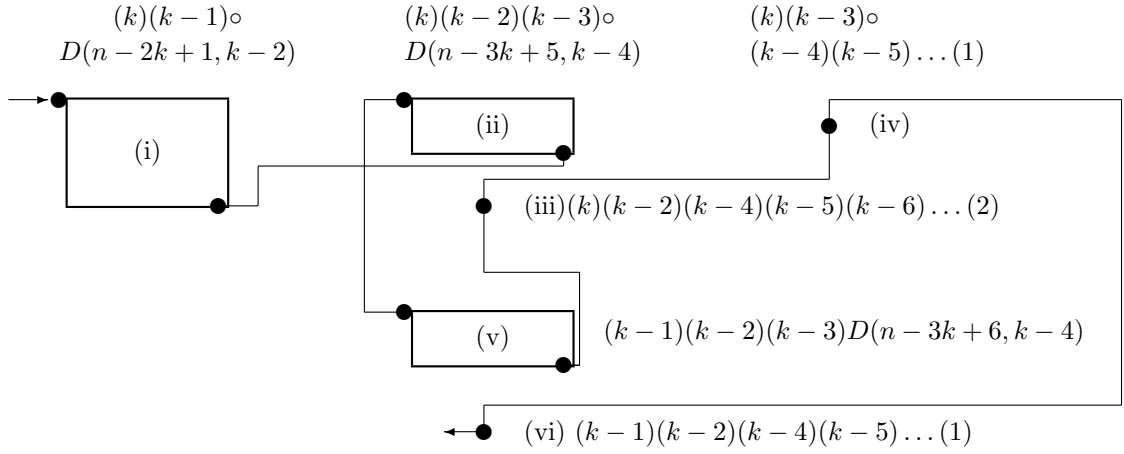 (k)(k − 1)◦
D(n − 2k + 1, k − 2)
(k)(k − 2)(k − 3)◦
D(n − 3k + 5, k − 4)
(k)(k − 3)◦
(k − 4)(k − 5) . . . (1)
(i)
(ii)
(iv)
(iii)(k)(k − 2)(k − 4)(k − 5)(k − 6) . . . (2)
(v)
(k − 1)(k − 2)(k − 3)D(n − 3k + 6, k − 4)
(vi) (k − 1)(k − 2)(k − 4)(k − 5) . . . (1)